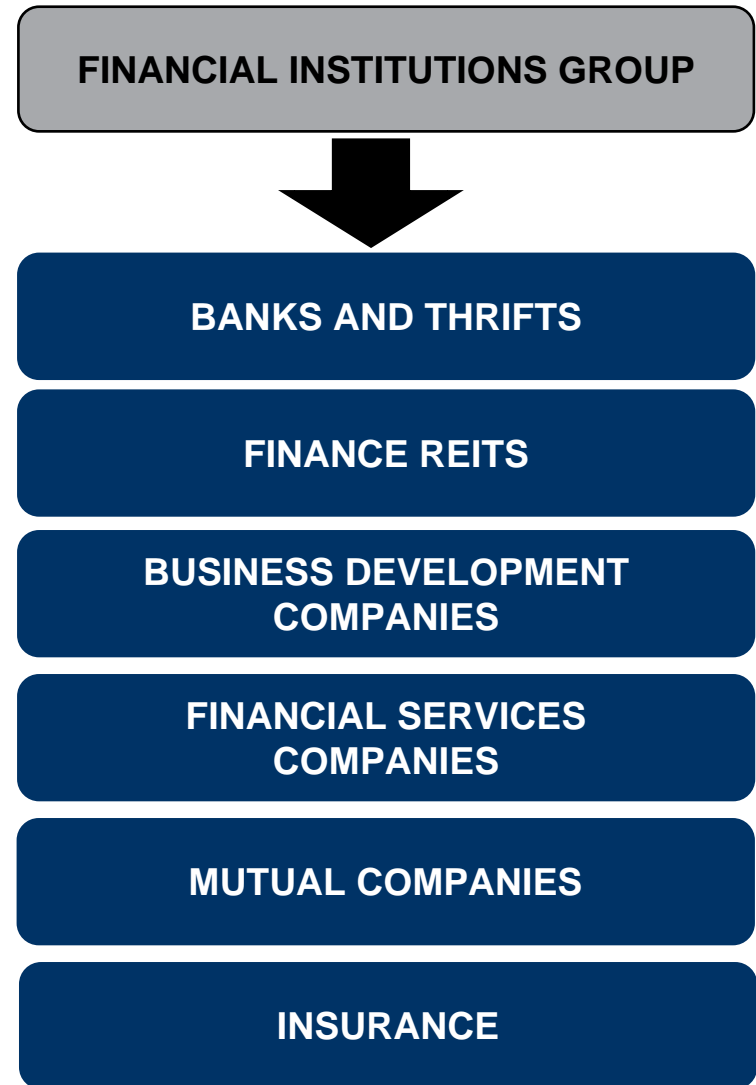 FINANCIAL INSTITUTIONS GROUP
BANKS AND THRIFTS
FINANCE REITS
BUSINESS DEVELOPMENT
COMPANIES
FINANCIAL SERVICES
COMPANIES
MUTUAL COMPANIES
INSURANCE